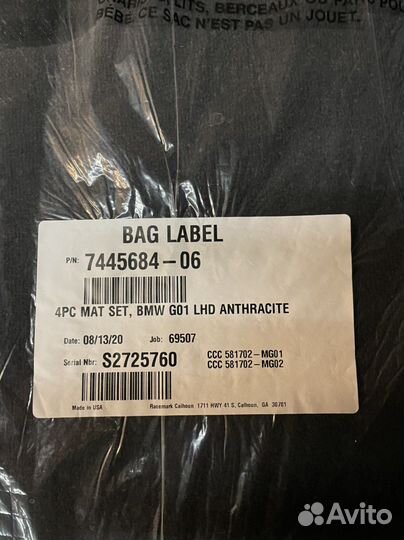 LITS, BERCEAUX OU PARC POU
BÉBÉ. CE SAC N'EST PAS UN JOUET.
BAG LABEL
P/N: 7445684-06
4PC MAT SET, BMW G01 LHD ANTHRACITE
Date: 08/13/20 Job: 69507
Serial Nbr: S2725760 CCC 581702-MG01
CCC 581702-MG02
Made in USA Racemark Calhoun 1711 HWY 41 S, Calhoun, GA 30701
Avito